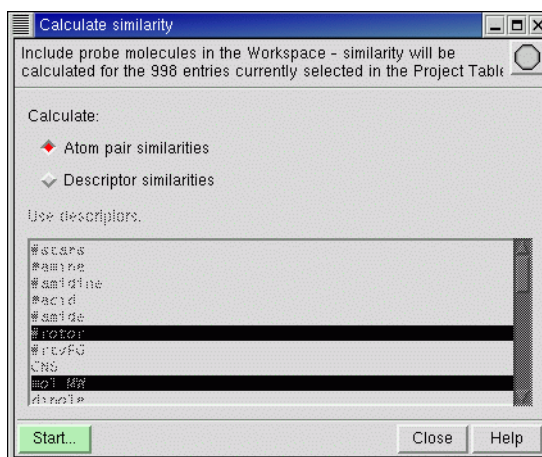 Calculate similarity
Include probe molecules in the Workspace - similarity will be
calculated for the 998 entries currently selected in the Project Table
Calculate:
Atom pair similarities
Descriptor similarities
Use descriptors.
#stars
#amine
#amidine
#acid
#amide
#rotor
#rtvFG
CNS
mol MW
dipole
Start...
Close
Help